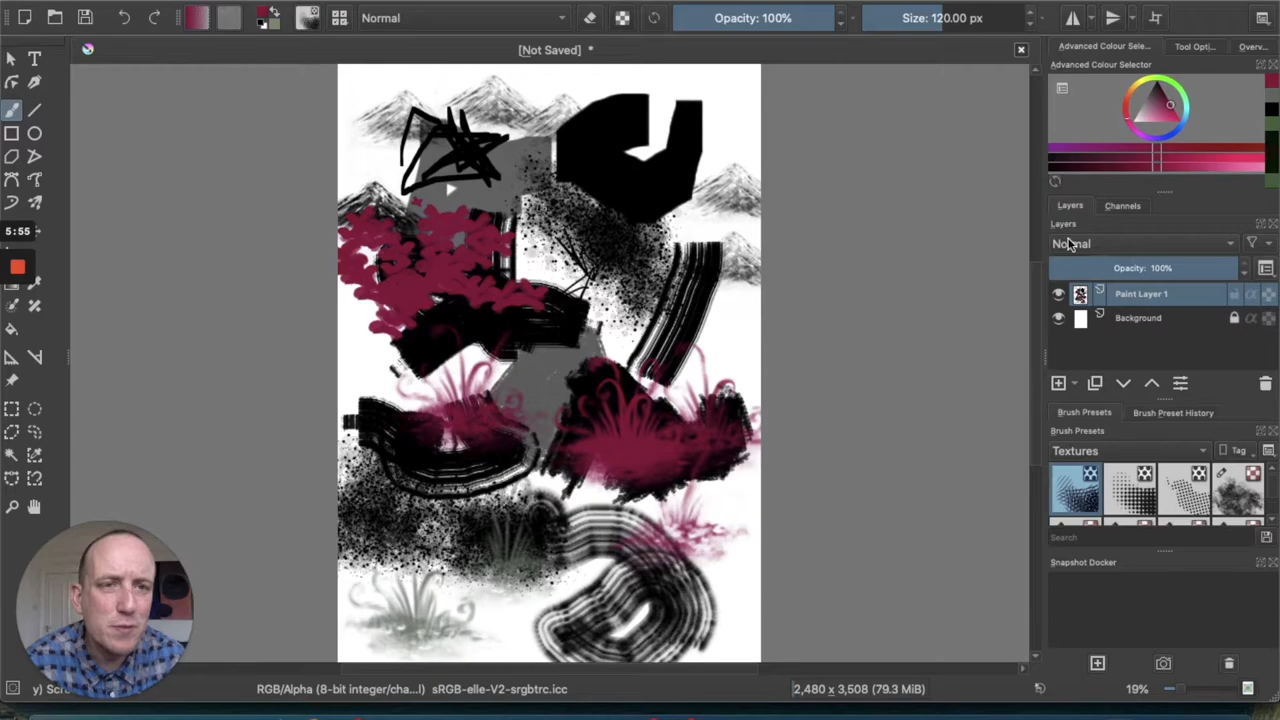 Normal
Opacity: 100%
Size: 120.00 px
[Not Saved] *
Advanced Colour Sele...
Tool Opti...
Overv...
Advanced Colour Selector
5:55
Layers
Channels
Layers
Normal
Opacity: 100%
Paint Layer 1
Background
Brush Presets
Brush Preset History
Brush Presets
Textures
Tag
Search
Snapshot Docker
RGB/Alpha (8-bit integer/cha...l) sRGB-elle-V2-srgbtrc.icc
2,480 x 3,508 (79.3 MiB)
19%